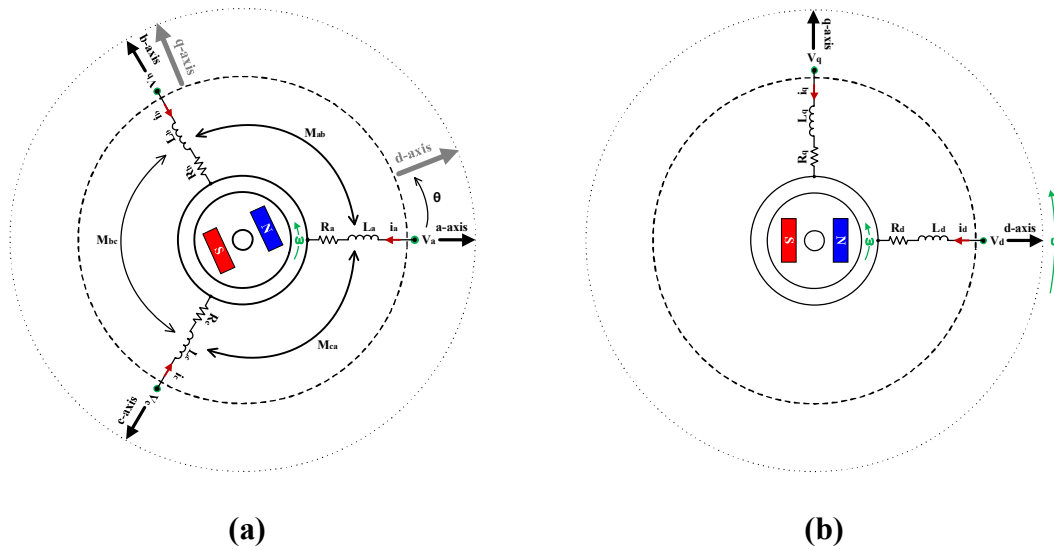 b-axis
q-axis
Vb
ib
Lb
Rb
Mab
d-axis
θ
Mbc
S
N
ω
Ra
La
ia
Va
a-axis
Rc
Lc
ic
Vc
c-axis
Mca
(a)
q-axis
Vq
iq
Lq
Rq
S
N
ω
Rd
Ld
id
Vd
d-axis
(b)